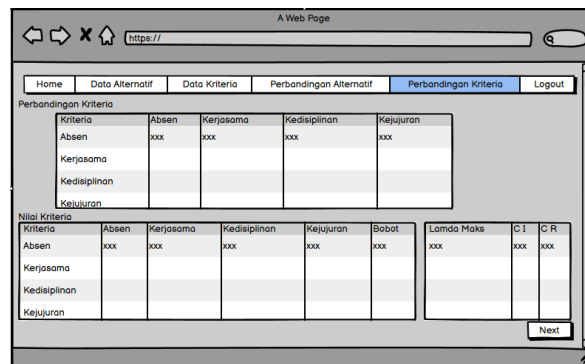 A Web Page
https://
Home Data Alternatif Data Kriteria Perbandingan Alternatif Perbandingan Kriteria Logout
Perbandingan Kriteria
Kriteria Absen Kerjasama Kedisiplinan Kejujuran
Absen xxx xxx xxx xxx
Kerjasama
Kedisiplinan
Kejujuran
Nilai Kriteria
Kriteria Absen Kerjasama Kedisiplinan Kejujuran Bobot Lamda Maks C I C R
Absen xxx xxx xxx xxx xxx xxx xxx xxx
Kerjasama
Kedisiplinan
Kejujuran
Next